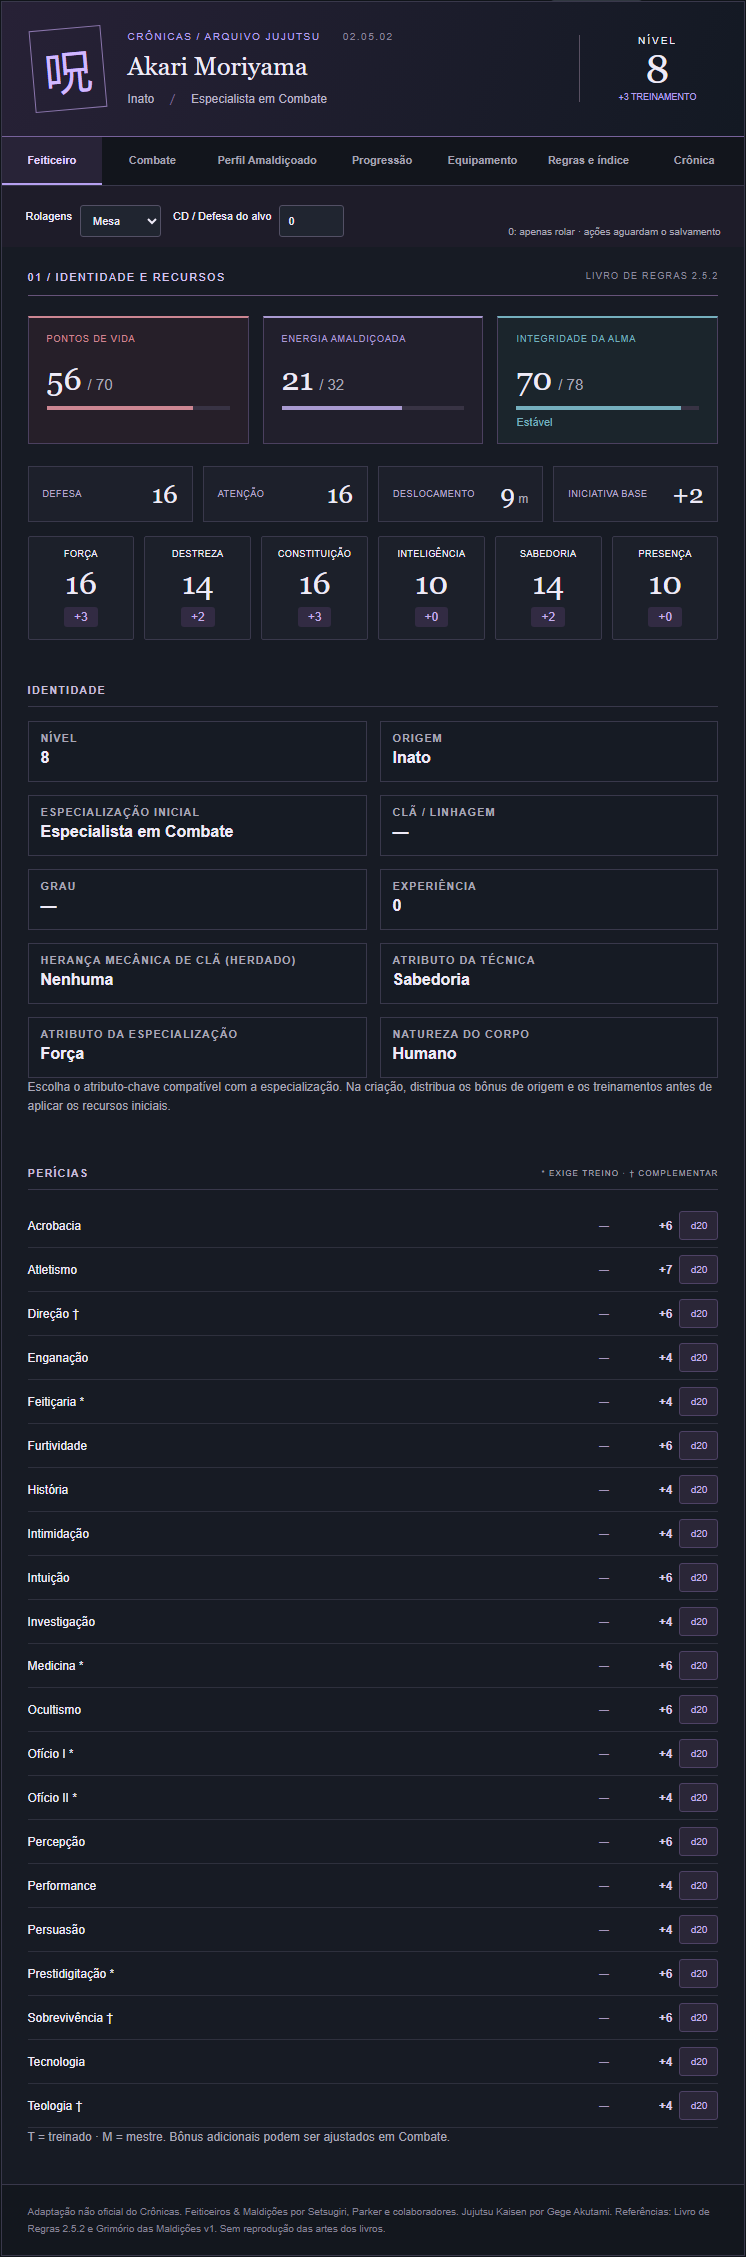 呪
CRÔNICAS / ARQUIVO JUJUTSU 02.05.02
Akari Moriyama
Inato / Especialista em Combate
NÍVEL
8
+3 TREINAMENTO
Feiticeiro Combate Perfil Amaldiçoado Progressão Equipamento Regras e índice Crônica
Rolagens Mesa CD / Defesa do alvo 0
0: apenas rolar · ações aguardam o salvamento
01 / IDENTIDADE E RECURSOS LIVRO DE REGRAS 2.5.2
PONTOS DE VIDA
56 / 70
ENERGIA AMALDIÇOADA
21 / 32
INTEGRIDADE DA ALMA
70 / 78
Estável
DEFESA 16
ATENÇÃO 16
DESLOCAMENTO 9 m
INICIATIVA BASE +2
FORÇA
16
+3
DESTREZA
14
+2
CONSTITUIÇÃO
16
+3
INTELIGÊNCIA
10
+0
SABEDORIA
14
+2
PRESENÇA
10
+0
IDENTIDADE
NÍVEL
8
ORIGEM
Inato
ESPECIALIZAÇÃO INICIAL
Especialista em Combate
CLÃ / LINHAGEM
—
GRAU
—
EXPERIÊNCIA
0
HERANÇA MECÂNICA DE CLÃ (HERDADO)
Nenhuma
ATRIBUTO DA TÉCNICA
Sabedoria
ATRIBUTO DA ESPECIALIZAÇÃO
Força
NATUREZA DO CORPO
Humano
Escolha o atributo-chave compatível com a especialização. Na criação, distribua os bônus de origem e os treinamentos antes de
aplicar os recursos iniciais.
PERÍCIAS * EXIGE TREINO · † COMPLEMENTAR
Acrobacia — +6 d20
Atletismo — +7 d20
Direção † — +6 d20
Enganação — +4 d20
Feitiçaria * — +4 d20
Furtividade — +6 d20
História — +4 d20
Intimidação — +4 d20
Intuição — +6 d20
Investigação — +4 d20
Medicina * — +6 d20
Ocultismo — +6 d20
Ofício I * — +4 d20
Ofício II * — +4 d20
Percepção — +6 d20
Performance — +4 d20
Persuasão — +4 d20
Prestidigitação * — +6 d20
Sobrevivência † — +6 d20
Tecnologia — +4 d20
Teologia † — +4 d20
T = treinado · M = mestre. Bônus adicionais podem ser ajustados em Combate.
Adaptação não oficial do Crônicas. Feiticeiros & Maldições por Setsugiri, Parker e colaboradores. Jujutsu Kaisen por Gege Akutami. Referências: Livro de
Regras 2.5.2 e Grimório das Maldições v1. Sem reprodução das artes dos livros.